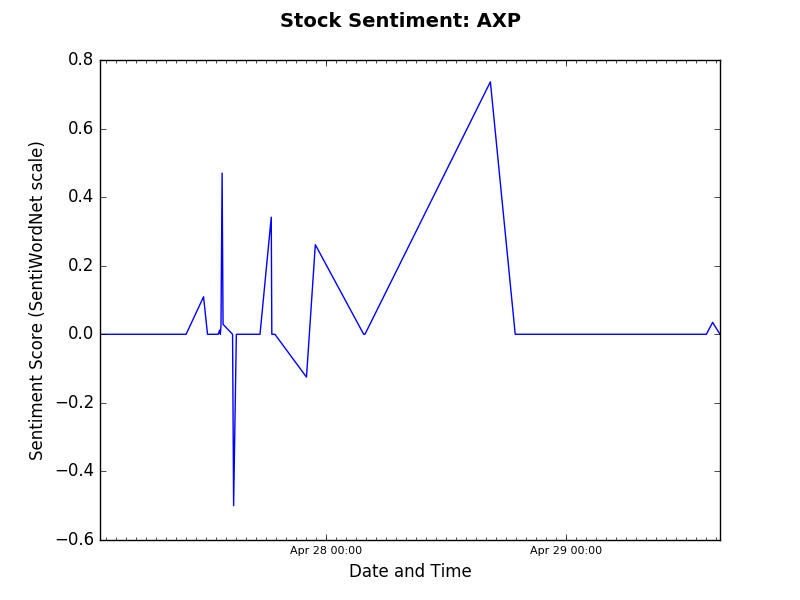 Stock Sentiment: AXP
Sentiment Score (SentiWordNet scale)
0.8
0.6
0.4
0.2
0.0
−0.2
−0.4
−0.6
Apr 28 00:00
Apr 29 00:00
Date and Time